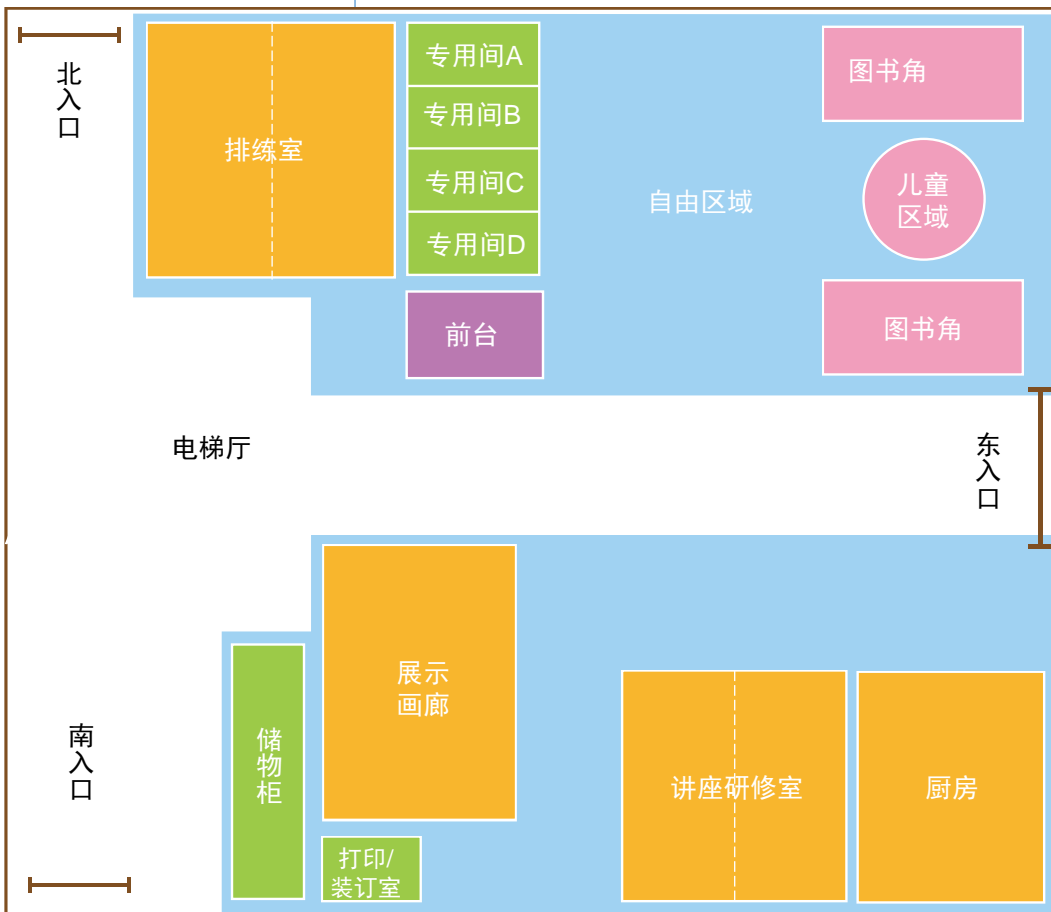 北入口
排练室
专用间A
专用间B
专用间C
专用间D
前台
自由区域
图书角
儿童
区域
图书角
电梯厅
东入口
展示
画廊
储物柜
打印/
装订室
南入口
讲座研修室
厨房